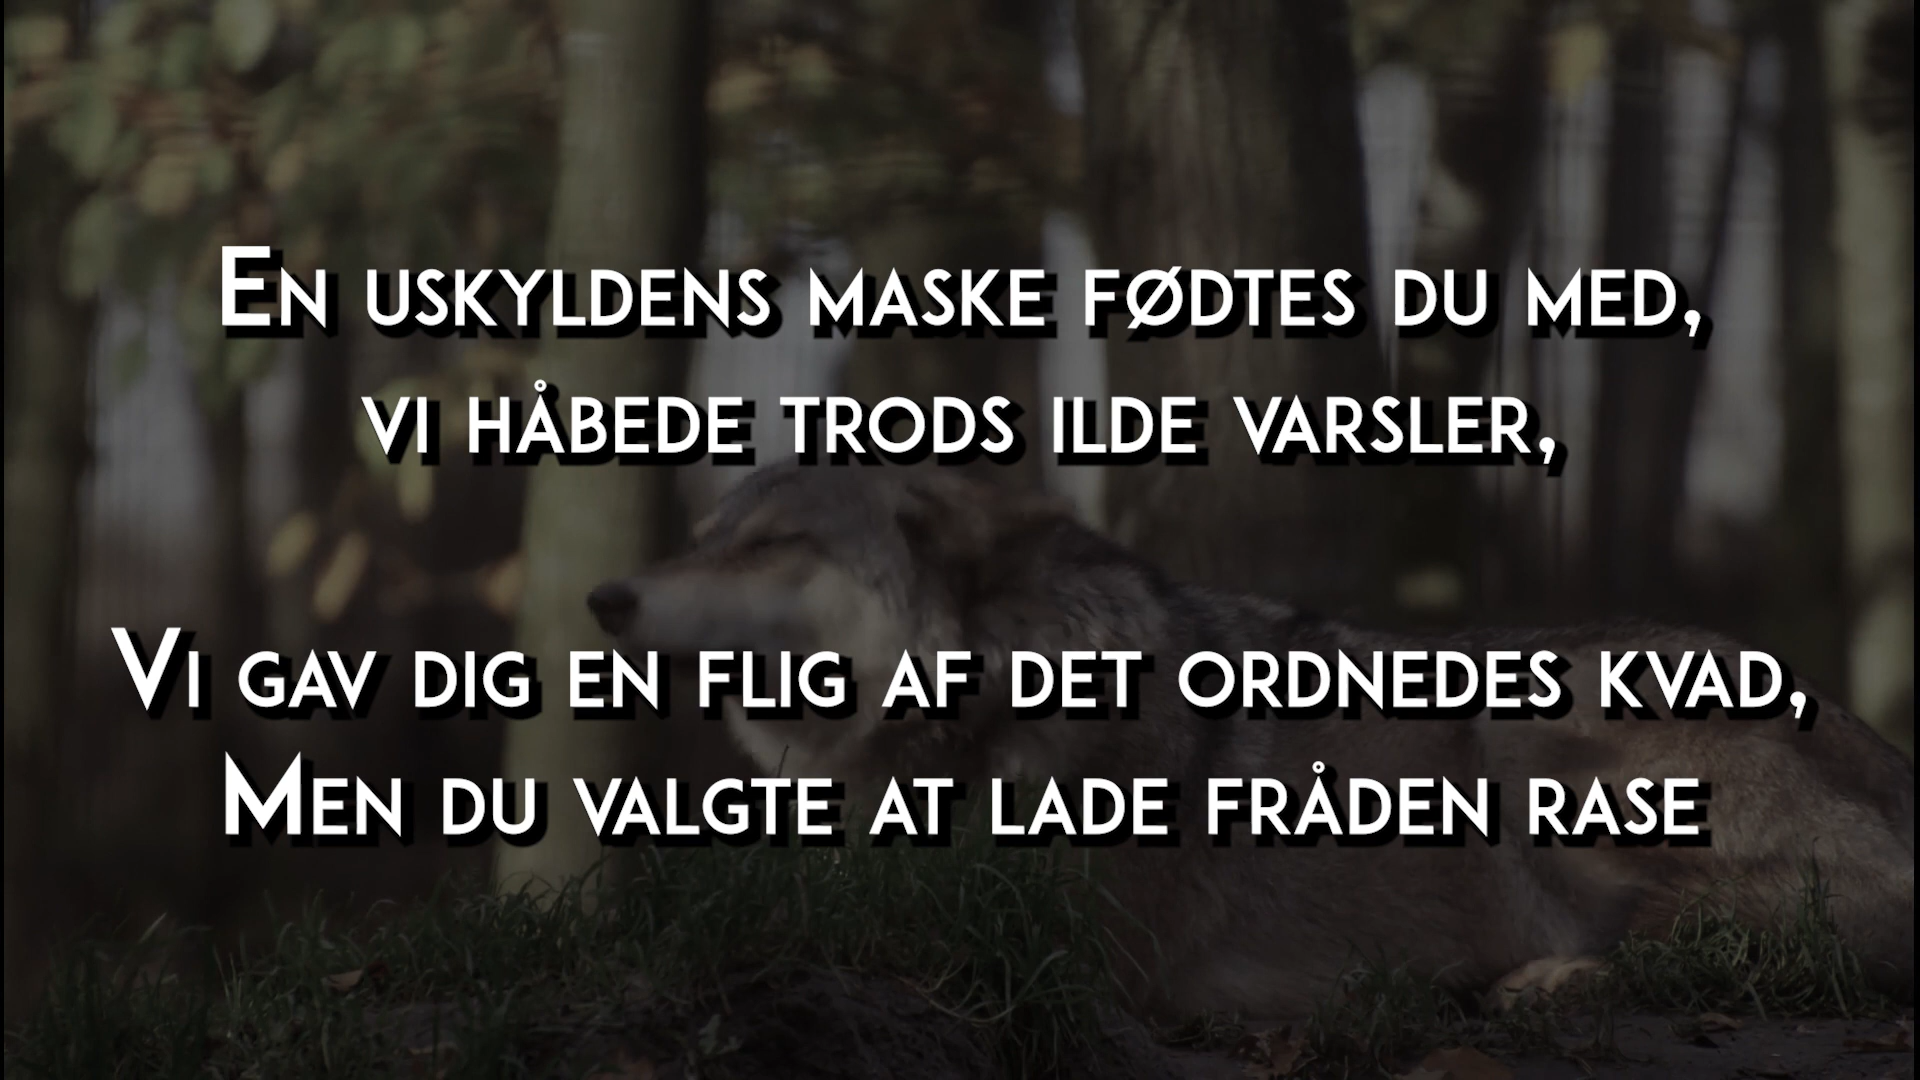 En uskyldens maske fødtes du med,
vi håbede trods ilde varsler,
Vi gav dig en flig af det ordnedes kvad,
Men du valgte at lade fråden rase